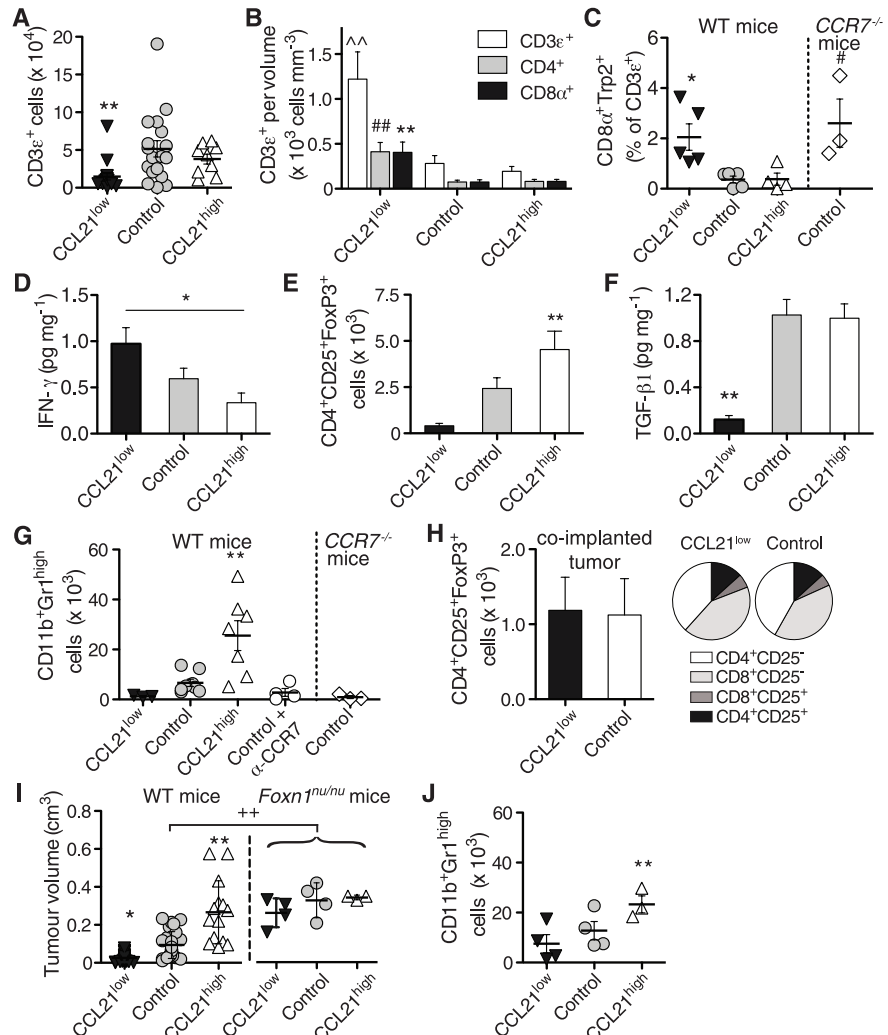 A
CD3ε⁺ cells (x 10⁴)
20
15
10
5
0
**
CCL21ˡᵒʷ
Control
CCL21ʰⁱᵍʰ
B
CD3ε⁺ per volume
(x 10³ cells mm⁻³)
1.5
1.0
0.5
0
^^
##
**
CD3ε⁺
CD4⁺
CD8α⁺
CCL21ˡᵒʷ
Control
CCL21ʰⁱᵍʰ
C
WT mice
CCR7⁻/⁻
mice
CD8α⁺Trp2⁺
(% of CD3ε⁺)
6
4
2
0
*
#
CCL21ˡᵒʷ
Control
CCL21ʰⁱᵍʰ
Control
D
IFN-γ (pg mg⁻¹)
1.5
1.0
0.5
0.0
*
CCL21ˡᵒʷ
Control
CCL21ʰⁱᵍʰ
E
CD4⁺CD25⁺FoxP3⁺
cells (x 10³)
7.5
5.0
2.5
0
**
CCL21ˡᵒʷ
Control
CCL21ʰⁱᵍʰ
F
TGF-β1 (pg mg⁻¹)
1.2
0.8
0.4
0.0
**
CCL21ˡᵒʷ
Control
CCL21ʰⁱᵍʰ
G
WT mice
CCR7⁻/⁻
mice
CD11b⁺Gr1ʰⁱᵍʰ
cells (x 10³)
60
40
20
0
**
CCL21ˡᵒʷ
Control
CCL21ʰⁱᵍʰ
Control +
α-CCR7
Control
H
co-implanted
tumor
CD4⁺CD25⁺FoxP3⁺
cells (x 10³)
2.0
1.0
0.0
CCL21ˡᵒʷ
Control
CCL21ˡᵒʷ
Control
CD4⁺CD25⁻
CD8⁺CD25⁻
CD8⁺CD25⁺
CD4⁺CD25⁺
I
WT mice
Foxn1ⁿᵘ/ⁿᵘ mice
Tumour volume (cm³)
0.8
0.6
0.4
0.2
0
++
*
**
CCL21ˡᵒʷ
Control
CCL21ʰⁱᵍʰ
CCL21ˡᵒʷ
Control
CCL21ʰⁱᵍʰ
J
CD11b⁺Gr1ʰⁱᵍʰ
cells (x 10³)
60
40
20
0
**
CCL21ˡᵒʷ
Control
CCL21ʰⁱᵍʰ